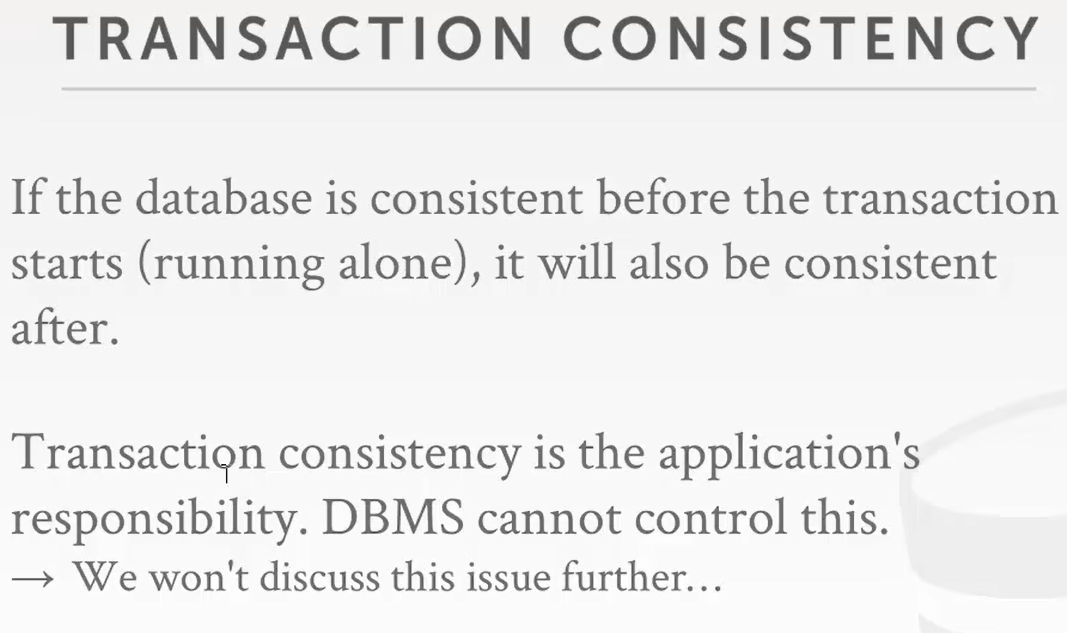 TRANSACTION CONSISTENCY
If the database is consistent before the transaction
starts (running alone), it will also be consistent
after.
Transaction consistency is the application's
responsibility. DBMS cannot control this.
→ We won't discuss this issue further...